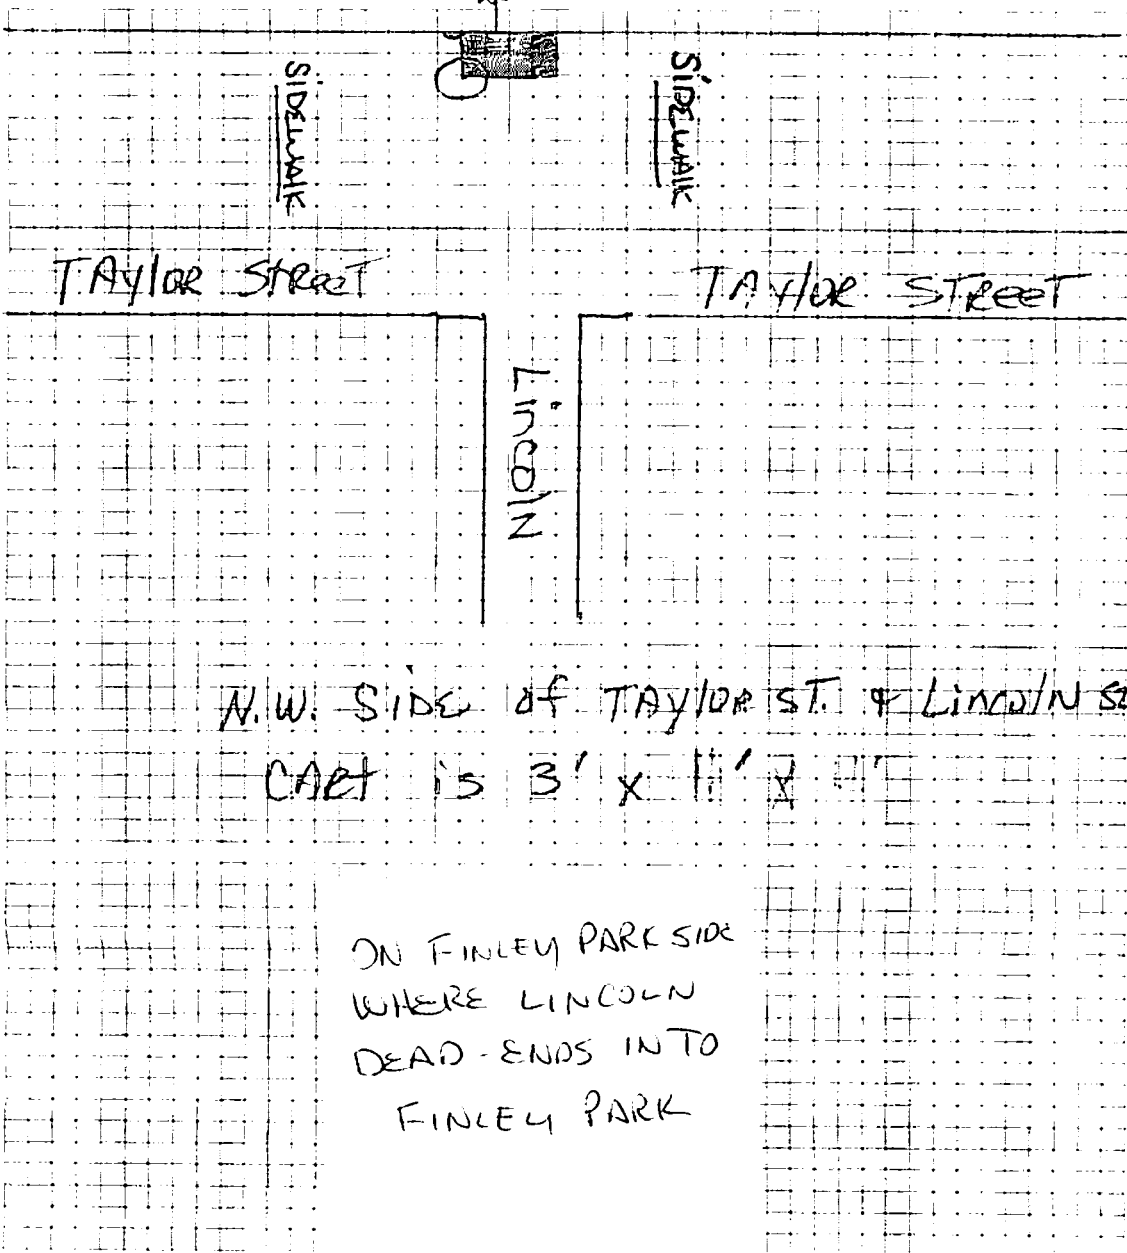 SIDEWALK
SIDEWALK
TAYlOR STReeT
TAYlOR STReeT
LincolN
N.W. SIDE of TAYlOR ST. & LincolN St
CARt is 3' x
ON FINLEY PARK SIDE
WHERE LINCOLN
DEAD-ENDS INTO
FINLEY PARK